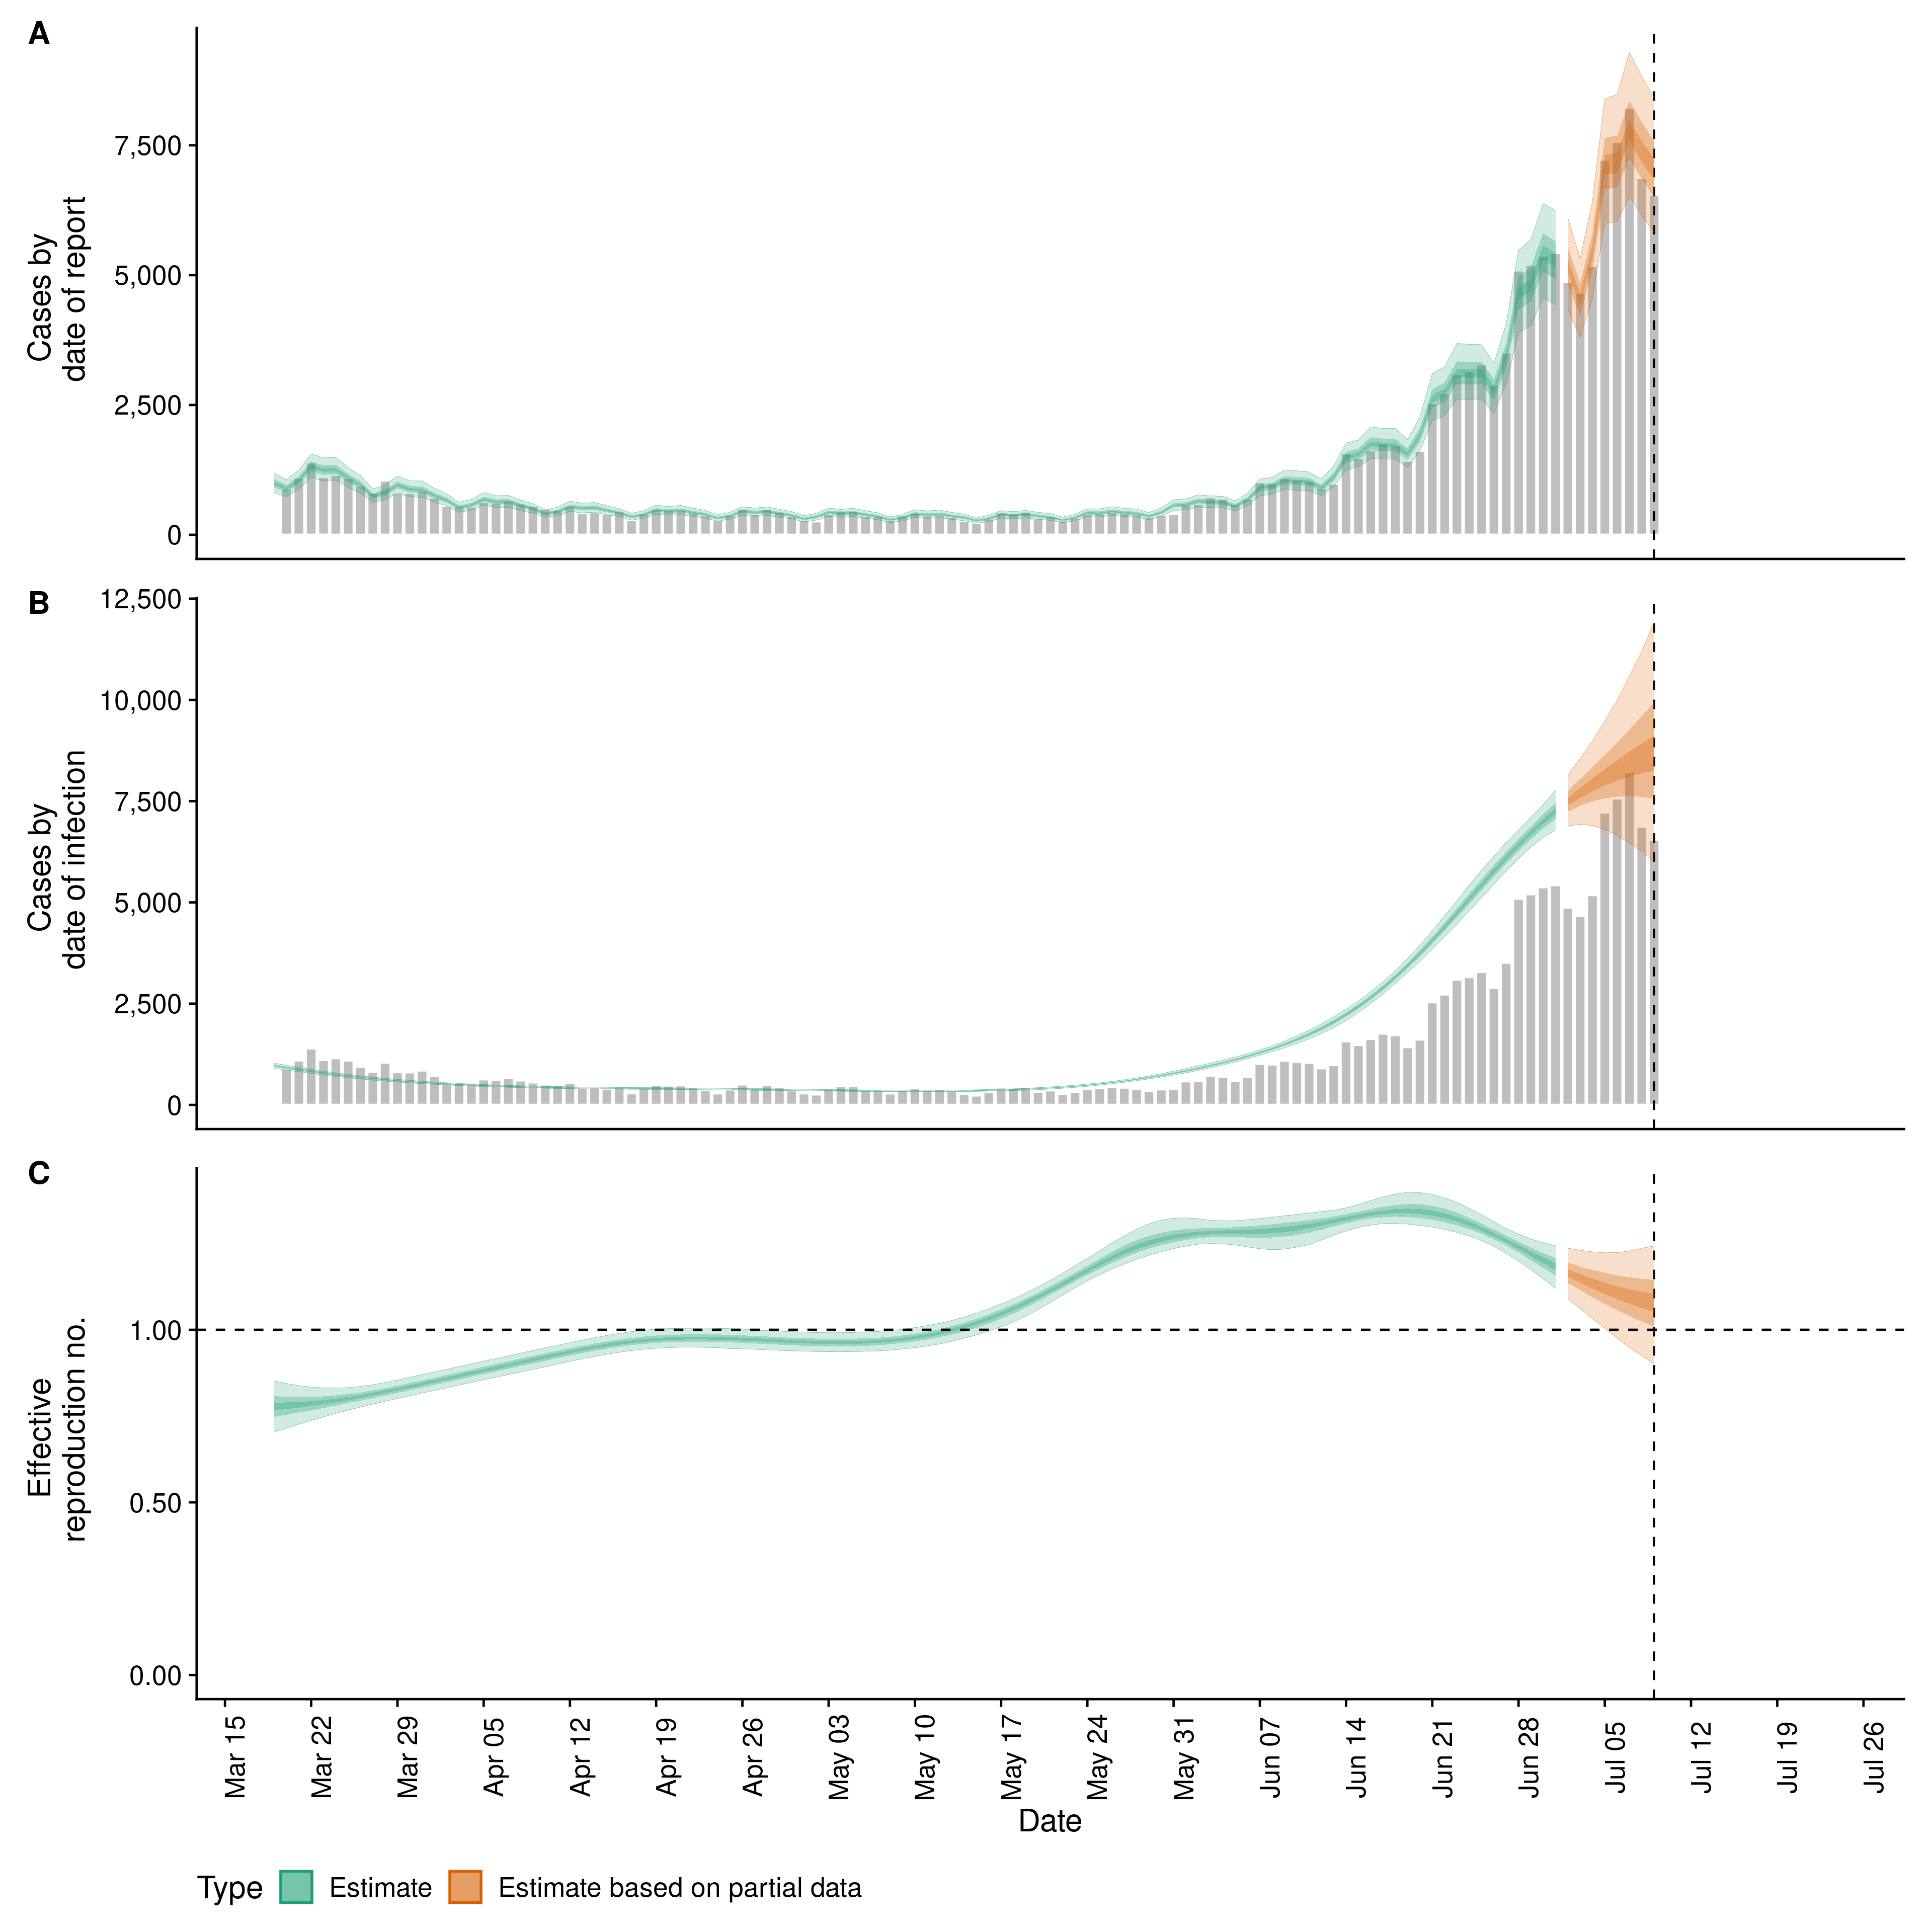 A
Cases by
date of report
7,500
5,000
2,500
0
B
Cases by
date of infection
12,500
10,000
7,500
5,000
2,500
0
C
Effective
reproduction no.
1.00
0.50
0.00
Mar 15
Mar 22
Mar 29
Apr 05
Apr 12
Apr 19
Apr 26
May 03
May 10
May 17
May 24
May 31
Jun 07
Jun 14
Jun 21
Jun 28
Jul 05
Jul 12
Jul 19
Jul 26
Date
Type Estimate Estimate based on partial data